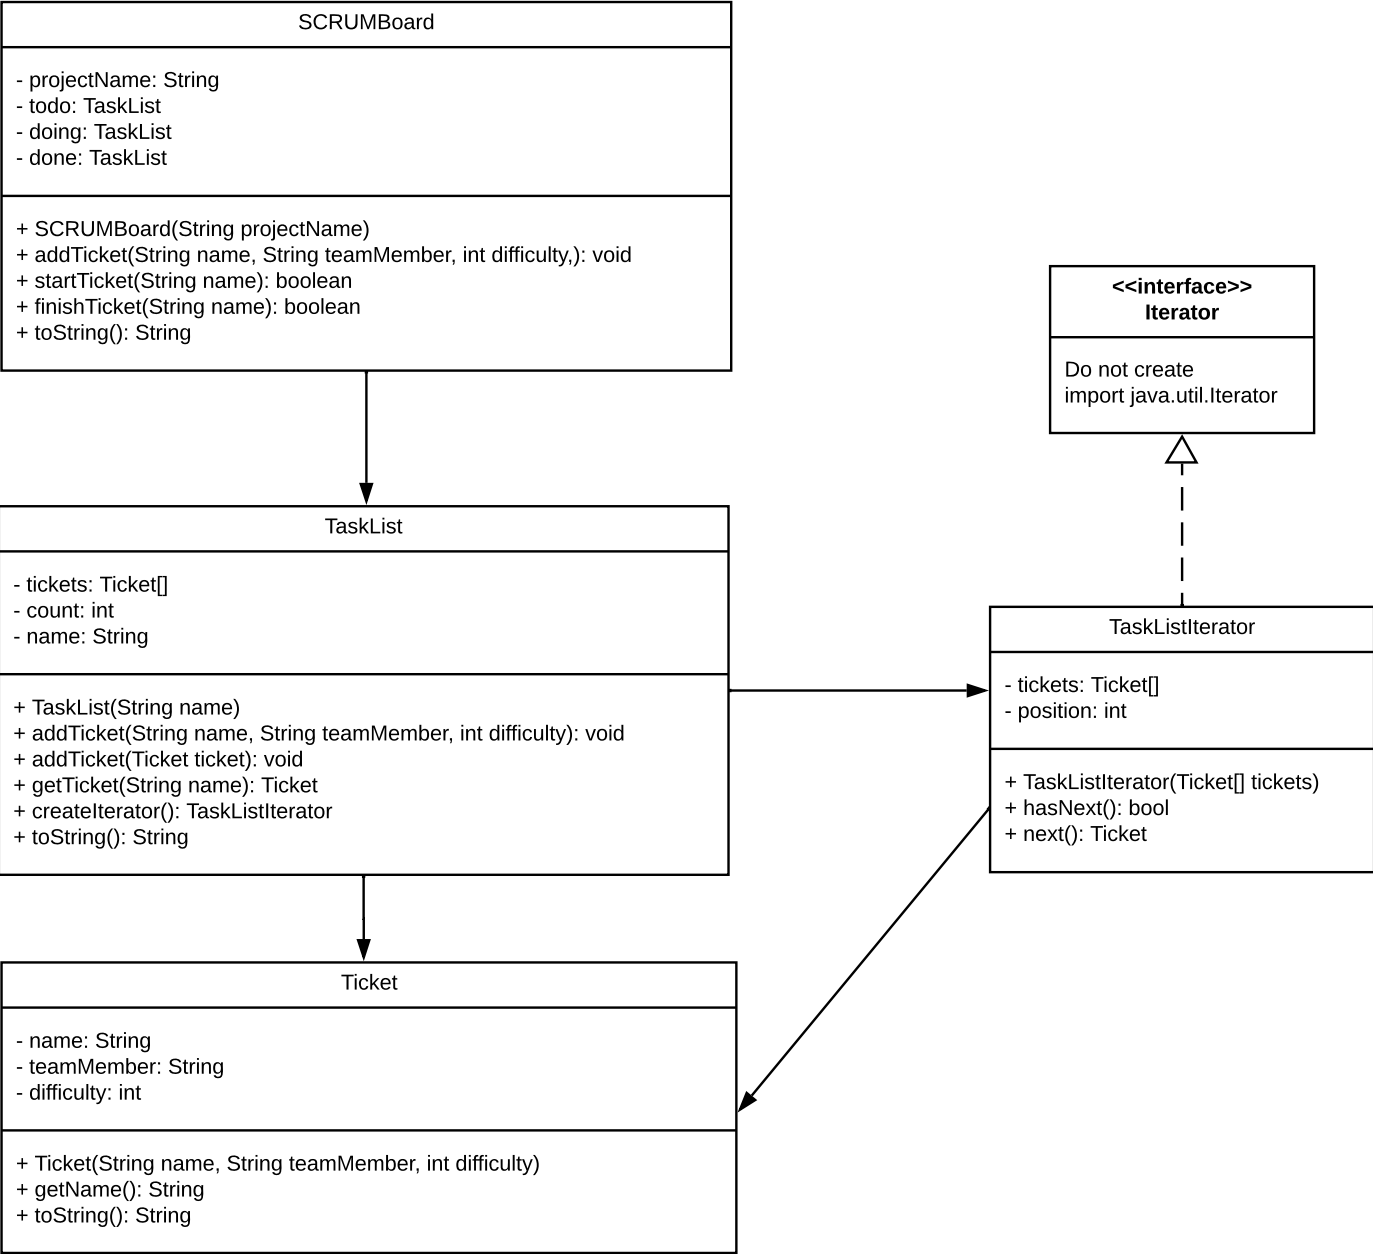 SCRUMBoard
- projectName: String
- todo: TaskList
- doing: TaskList
- done: TaskList
+ SCRUMBoard(String projectName)
+ addTicket(String name, String teamMember, int difficulty,): void
+ startTicket(String name): boolean
+ finishTicket(String name): boolean
+ toString(): String
<<interface>>
Iterator
Do not create
import java.util.Iterator
TaskList
- tickets: Ticket[]
- count: int
- name: String
+ TaskList(String name)
+ addTicket(String name, String teamMember, int difficulty): void
+ addTicket(Ticket ticket): void
+ getTicket(String name): Ticket
+ createIterator(): TaskListIterator
+ toString(): String
TaskListIterator
- tickets: Ticket[]
- position: int
+ TaskListIterator(Ticket[] tickets)
+ hasNext(): bool
+ next(): Ticket
Ticket
- name: String
- teamMember: String
- difficulty: int
+ Ticket(String name, String teamMember, int difficulty)
+ getName(): String
+ toString(): String